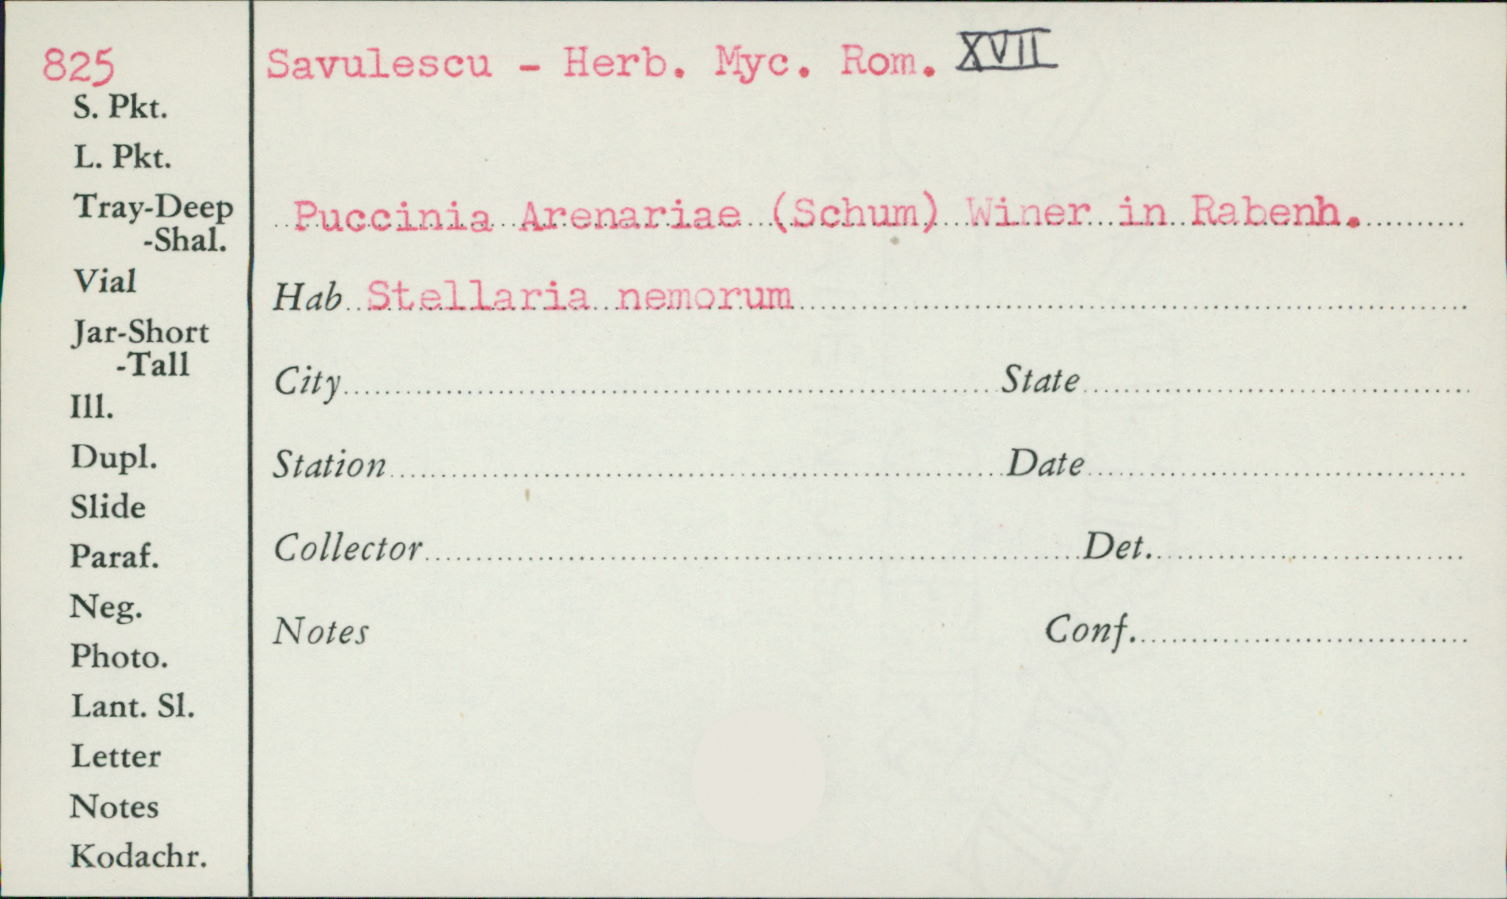 825
Savulescu - Herb. Myc. Rom. XVII
S. Pkt.
L. Pkt.
Tray-Deep
-Shal.
Vial
Jar-Short
-Tall
Ill.
Dupl.
Slide
Paraf.
Neg.
Photo.
Lant. Sl.
Letter
Notes
Kodachr.
Puccinia Arenariae (Schum) Winer in Rabenh.
Hab Stellaria nemorum
City State
Station Date
Collector Det.
Notes Conf.